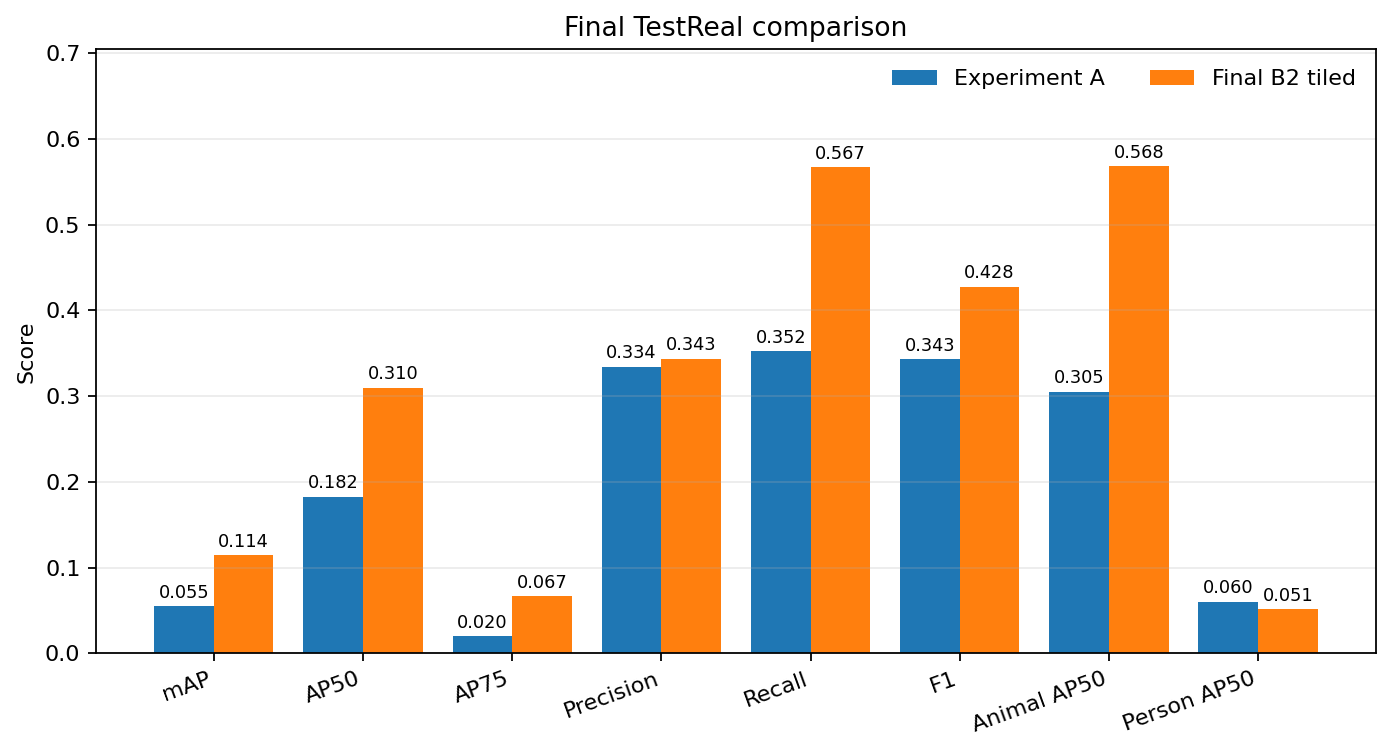 Final TestReal comparison
Experiment A
Final B2 tiled
Score
0.7
0.6
0.5
0.4
0.3
0.2
0.1
0.0
0.055
0.114
0.182
0.310
0.020
0.067
0.334
0.343
0.352
0.567
0.343
0.428
0.305
0.568
0.060
0.051
mAP
AP50
AP75
Precision
Recall
F1
Animal AP50
Person AP50